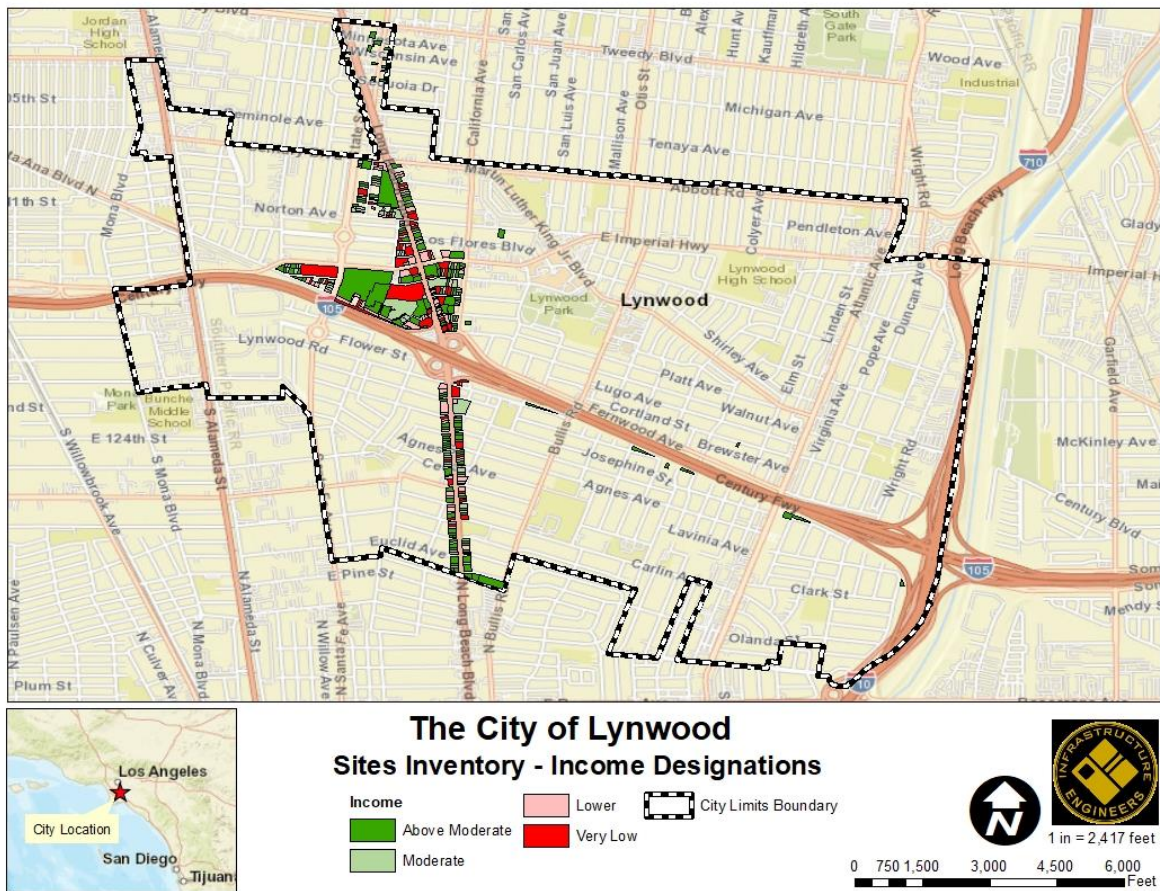 Jordan
High
School
Minnesota Ave
Tweedy Blvd
San Carlos Ave
San Juan Ave
Otis St
Hunt Ave
Hildreth Ave
South
Gate
Park
Wood Ave
Industrial
Sequoia Dr
California Ave
San Luis Ave
Mallison Ave
Michigan Ave
Tenaya Ave
Seminole Ave
Mona Blvd
Norton Ave
Martin Luther King Jr Blvd
Abbott Rd
Wright Rd
710
Long Beach Fwy
Colyer Ave
Pendleton Ave
E Imperial Hwy
Lynwood
High School
Atlantic Ave
Duncan Ave
Linden St
Pope Ave
Lynwood
Park
Lynwood
105
Lynwood Rd
Flower St
Southern Pacific RR
Shirley Ave
Platt Ave
Elm St
Lugo Ave
Walnut Ave
Cortland St
Fernwood Ave
Brewster Ave
Virginia Ave
Wright Rd
Garfield Ave
McKinley Ave
Century Blvd
Bunche
Middle
School
S Alameda St
E 124th St
S Willowbrook Ave
S Mona Blvd
Bullis Rd
Josephine St
Agnes Ave
Century Fwy
Lavinia Ave
Euclid Ave
E Pine St
Clark St
105
Olanda St
N Paulsen Ave
N Culver Av
N Mona Blvd
N Alameda St
N Willow Ave
N Santa Fe Ave
N Long Beach Blvd
N Bullis Rd
Plum St
The City of Lynwood
Sites Inventory - Income Designations
Los Angeles
City Location
San Diego
Tijuan
Income
Above Moderate
Moderate
Lower
Very Low
City Limits Boundary
N
INFRASTRUCTURE
ENGINEERS
1 in = 2,417 feet
0 750 1,500 3,000 4,500 6,000
Feet